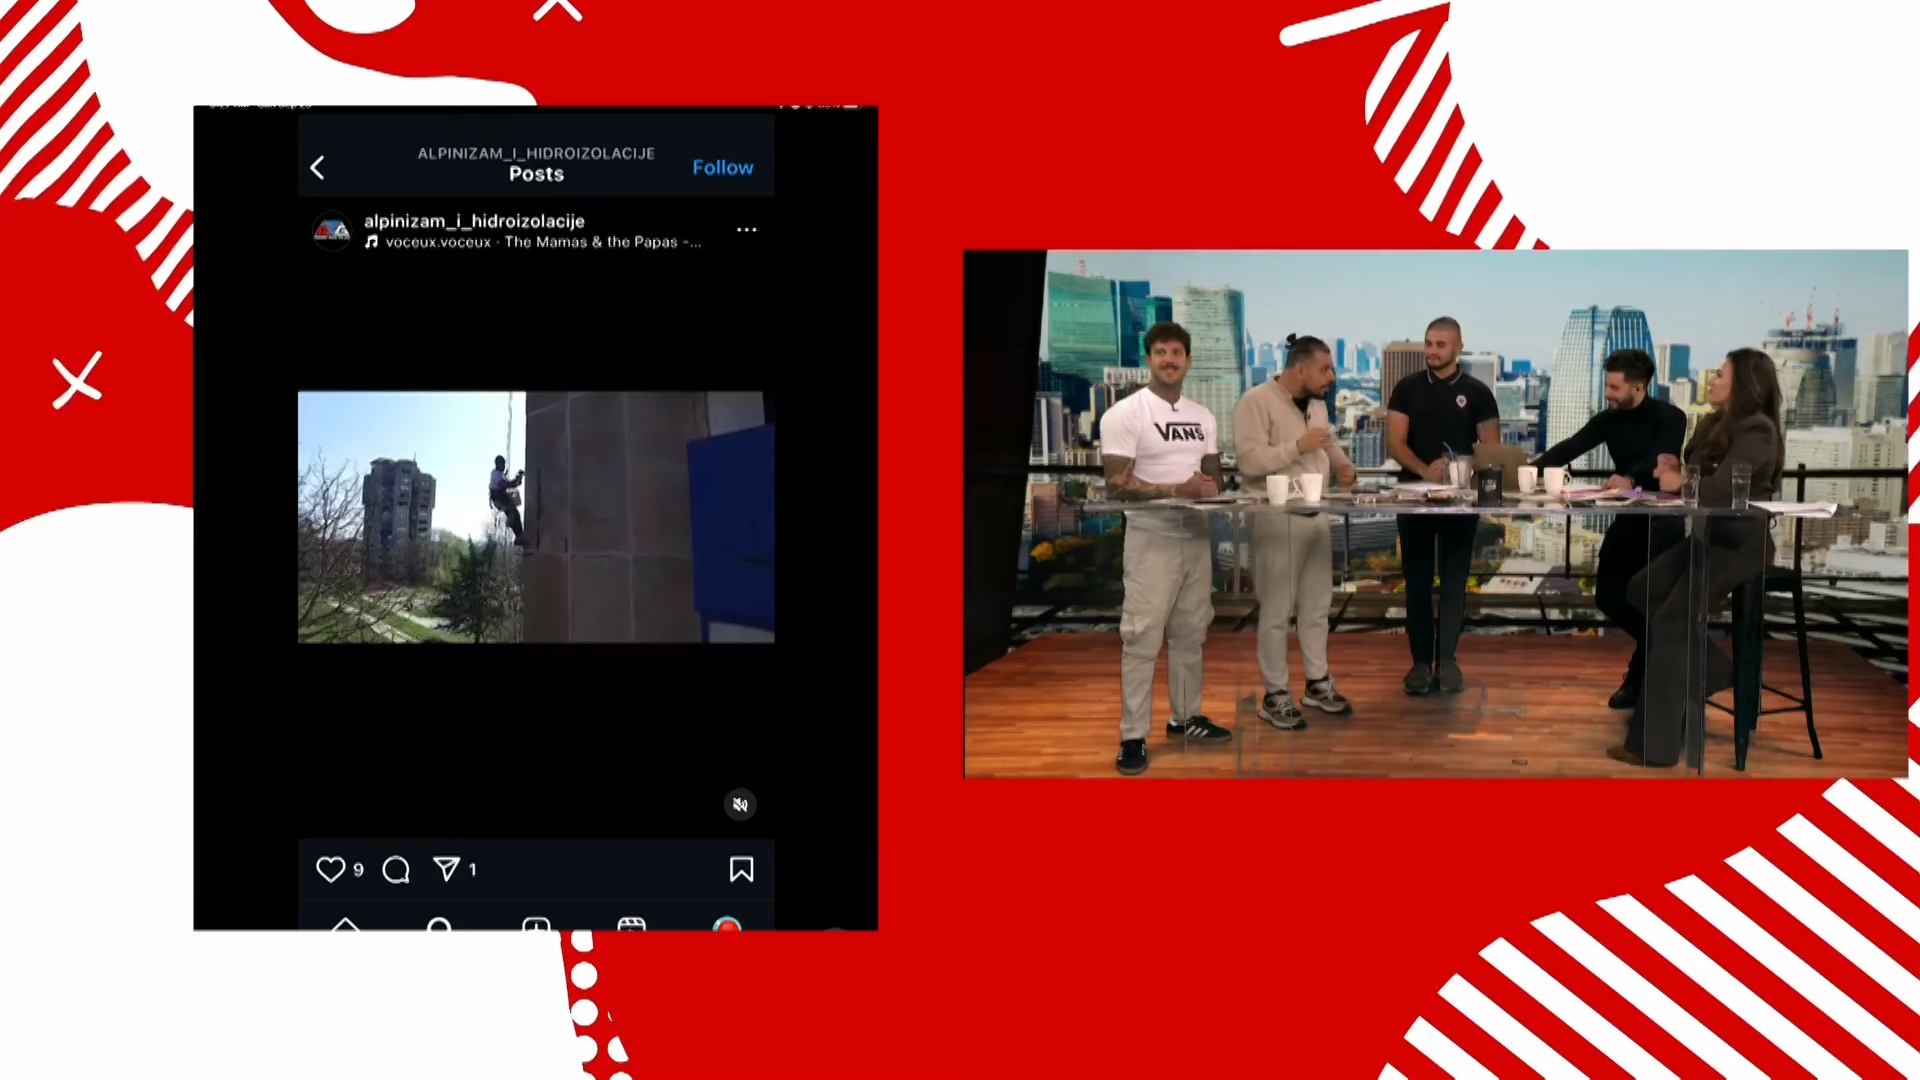 ALPINIZAM_I_HIDROIZOLACIJE
Posts
Follow
alpinizam_i_hidroizolacije
voceux.voceux · The Mamas & the Papas -...
9
1
VANS